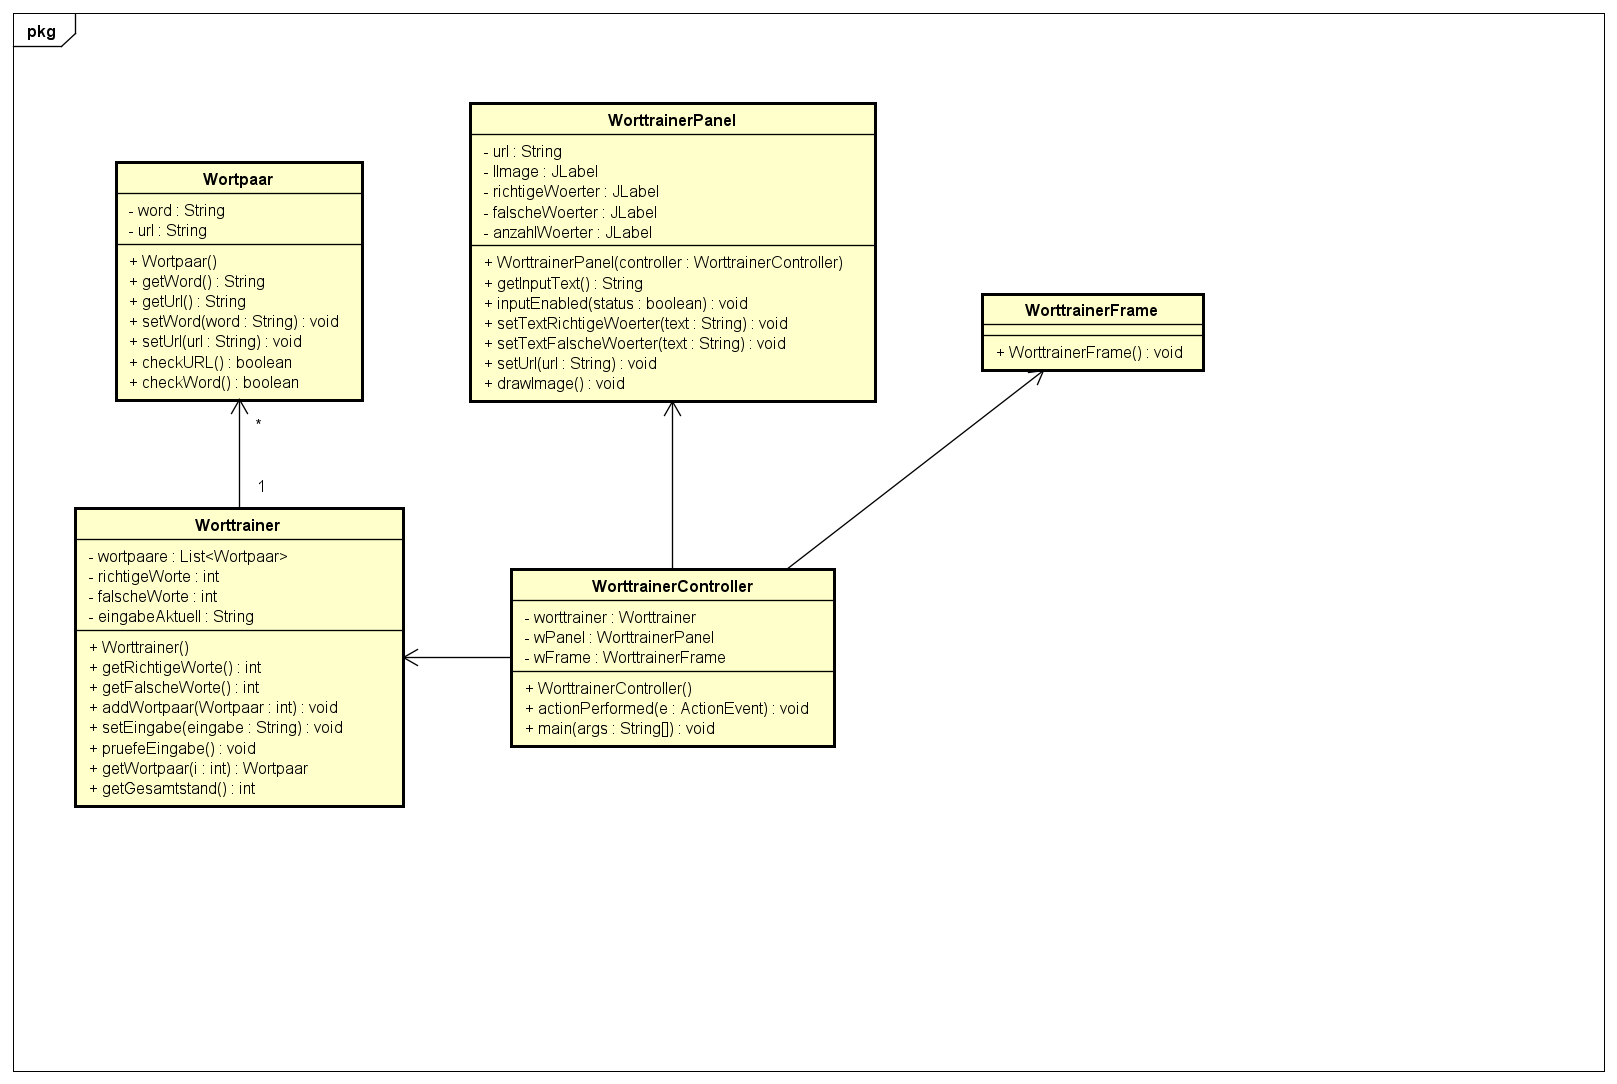 pkg
Wortpaar
- word : String
- url : String
+ Wortpaar()
+ getWord() : String
+ getUrl() : String
+ setWord(word : String) : void
+ setUrl(url : String) : void
+ checkURL() : boolean
+ checkWord() : boolean
WorttrainerPanel
- url : String
- lImage : JLabel
- richtigeWoerter : JLabel
- falscheWoerter : JLabel
- anzahlWoerter : JLabel
+ WorttrainerPanel(controller : WorttrainerController)
+ getInputText() : String
+ inputEnabled(status : boolean) : void
+ setTextRichtigeWoerter(text : String) : void
+ setTextFalscheWoerter(text : String) : void
+ setUrl(url : String) : void
+ drawImage() : void
WorttrainerFrame
+ WorttrainerFrame() : void
*
1
Worttrainer
- wortpaare : List<Wortpaar>
- richtigeWorte : int
- falscheWorte : int
- eingabeAktuell : String
+ Worttrainer()
+ getRichtigeWorte() : int
+ getFalscheWorte() : int
+ addWortpaar(Wortpaar : int) : void
+ setEingabe(eingabe : String) : void
+ pruefeEingabe() : void
+ getWortpaar(i : int) : Wortpaar
+ getGesamtstand() : int
WorttrainerController
- worttrainer : Worttrainer
- wPanel : WorttrainerPanel
- wFrame : WorttrainerFrame
+ WorttrainerController()
+ actionPerformed(e : ActionEvent) : void
+ main(args : String[]) : void